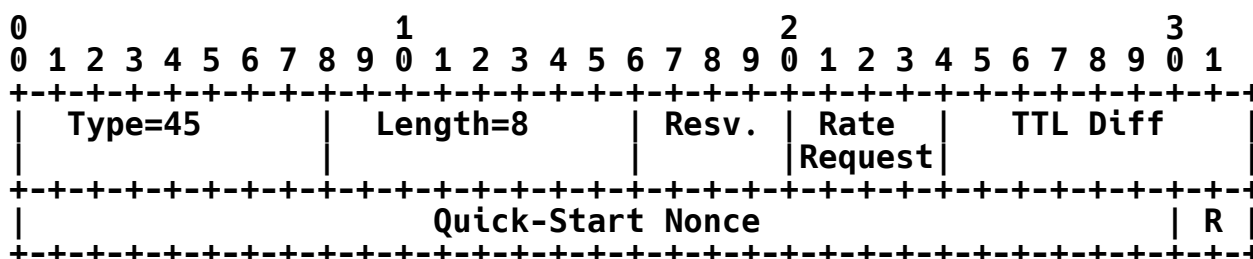 0                   1                   2                   3
0 1 2 3 4 5 6 7 8 9 0 1 2 3 4 5 6 7 8 9 0 1 2 3 4 5 6 7 8 9 0 1
+-+-+-+-+-+-+-+-+-+-+-+-+-+-+-+-+-+-+-+-+-+-+-+-+-+-+-+-+-+-+-+-+
|  Type=45      |  Length=8     | Resv. | Rate  |   TTL Diff    |
|               |               |       |Request|               |
+-+-+-+-+-+-+-+-+-+-+-+-+-+-+-+-+-+-+-+-+-+-+-+-+-+-+-+-+-+-+-+-+
|                     Quick-Start Nonce                     | R |
+-+-+-+-+-+-+-+-+-+-+-+-+-+-+-+-+-+-+-+-+-+-+-+-+-+-+-+-+-+-+-+-+